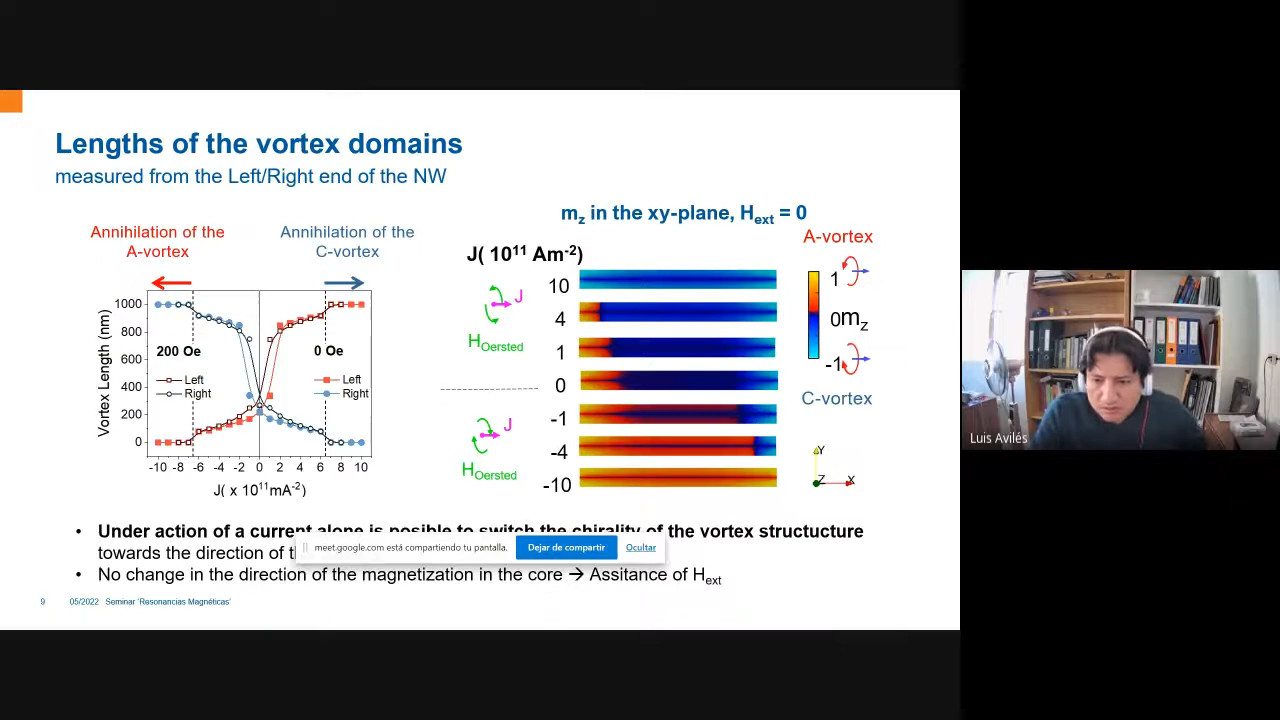 Lengths of the vortex domains
measured from the Left/Right end of the NW
Annihilation of the
A-vortex
Annihilation of the
C-vortex
Vortex Length (nm)
1000
800
600
400
200
0
200 Oe
0 Oe
Left
Right
Left
Right
-10 -8 -6 -4 -2 0 2 4 6 8 10
J( x 10¹¹mA⁻²)
m_z in the xy-plane, H_ext = 0
J( 10¹¹ Am⁻²)
10
4
1
0
-1
-4
-10
J
H_Oersted
J
H_Oersted
A-vortex
1
0 m_z
-1
C-vortex
Y
Z
X
• Under action of a current alone is posible to switch the chirality of the vortex structucture
towards the direction of
• No change in the direction of the magnetization in the core → Assitance of H_ext
meet.google.com está compartiendo tu pantalla.
Dejar de compartir
Ocultar
9 05/2022 Seminar 'Resonancias Magnéticas'
Luis Avilés